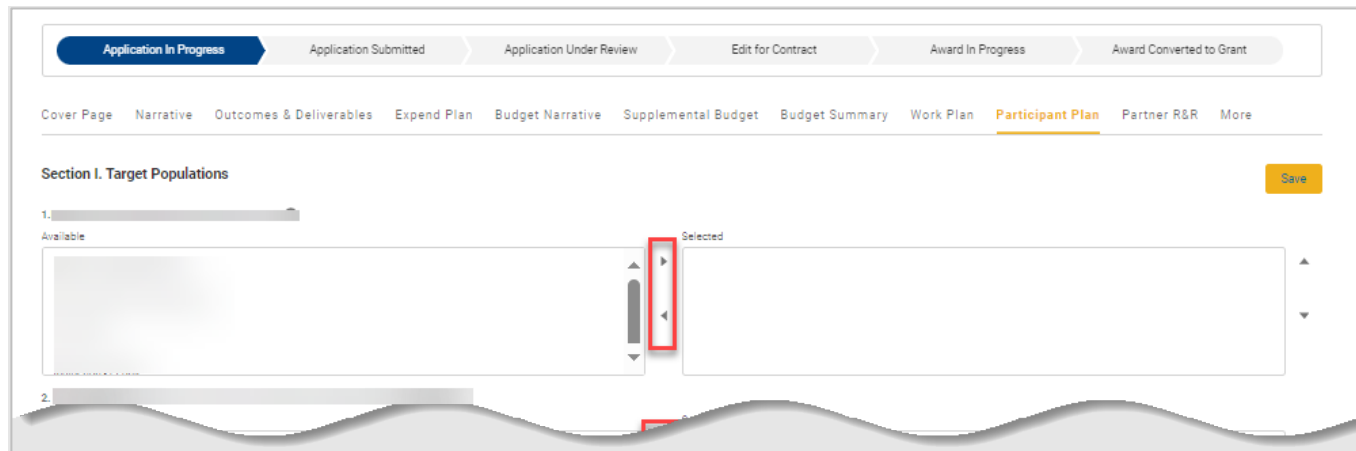 Application In Progress Application Submitted Application Under Review Edit for Contract Award In Progress Award Converted to Grant
Cover Page Narrative Outcomes & Deliverables Expend Plan Budget Narrative Supplemental Budget Budget Summary Work Plan Participant Plan Partner R&R More
Section I. Target Populations Save
1.
Available Selected
2.